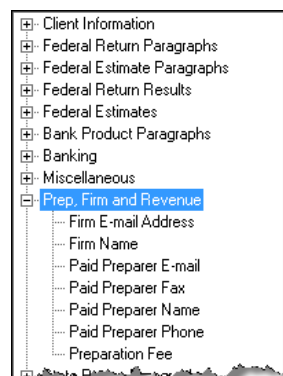 Client Information
Federal Return Paragraphs
Federal Estimate Paragraphs
Federal Return Results
Federal Estimates
Bank Product Paragraphs
Banking
Miscellaneous
Prep, Firm and Revenue
Firm E-mail Address
Firm Name
Paid Preparer E-mail
Paid Preparer Fax
Paid Preparer Name
Paid Preparer Phone
Preparation Fee